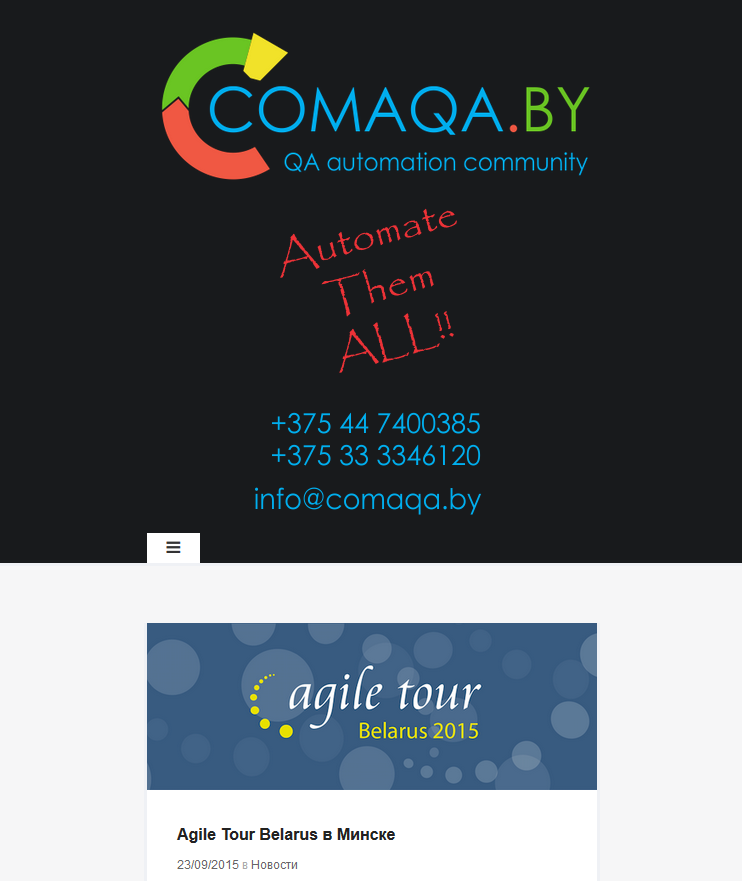 COMAQA.BY
QA automation community
Automate
Them
ALL!!
+375 44 7400385
+375 33 3346120
info@comaqa.by
agile tour
Belarus 2015
Agile Tour Belarus в Минске
23/09/2015 в Новости